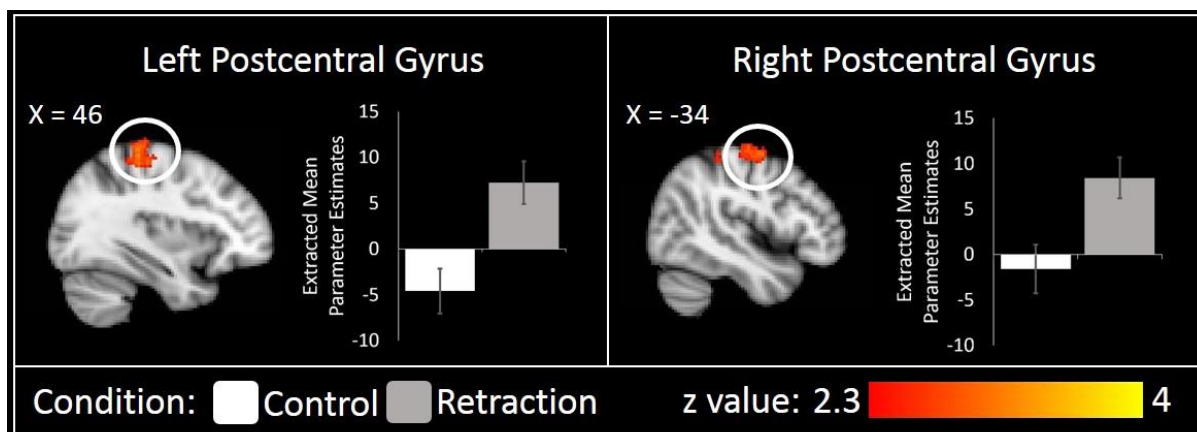 Left Postcentral Gyrus
X = 46
Extracted Mean
Parameter Estimates
15
10
5
0
-5
-10
Right Postcentral Gyrus
X = -34
Extracted Mean
Parameter Estimates
15
10
5
0
-5
-10
Condition: Control Retraction
z value: 2.3 4